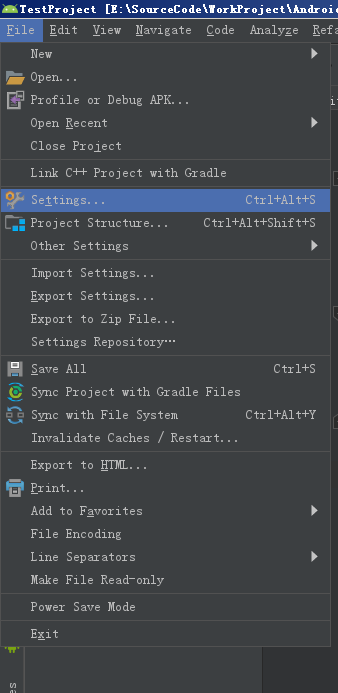 TestProject [E:\SourceCode\WorkProject\Androi
File Edit View Navigate Code Analyze Refa
New
Open...
Profile or Debug APK...
Open Recent
Close Project
Link C++ Project with Gradle
Settings... Ctrl+Alt+S
Project Structure... Ctrl+Alt+Shift+S
Other Settings
Import Settings...
Export Settings...
Export to Zip File...
Settings Repository…
Save All Ctrl+S
Sync Project with Gradle Files
Sync with File System Ctrl+Alt+Y
Invalidate Caches / Restart...
Export to HTML...
Print...
Add to Favorites
File Encoding
Line Separators
Make File Read-only
Power Save Mode
Exit